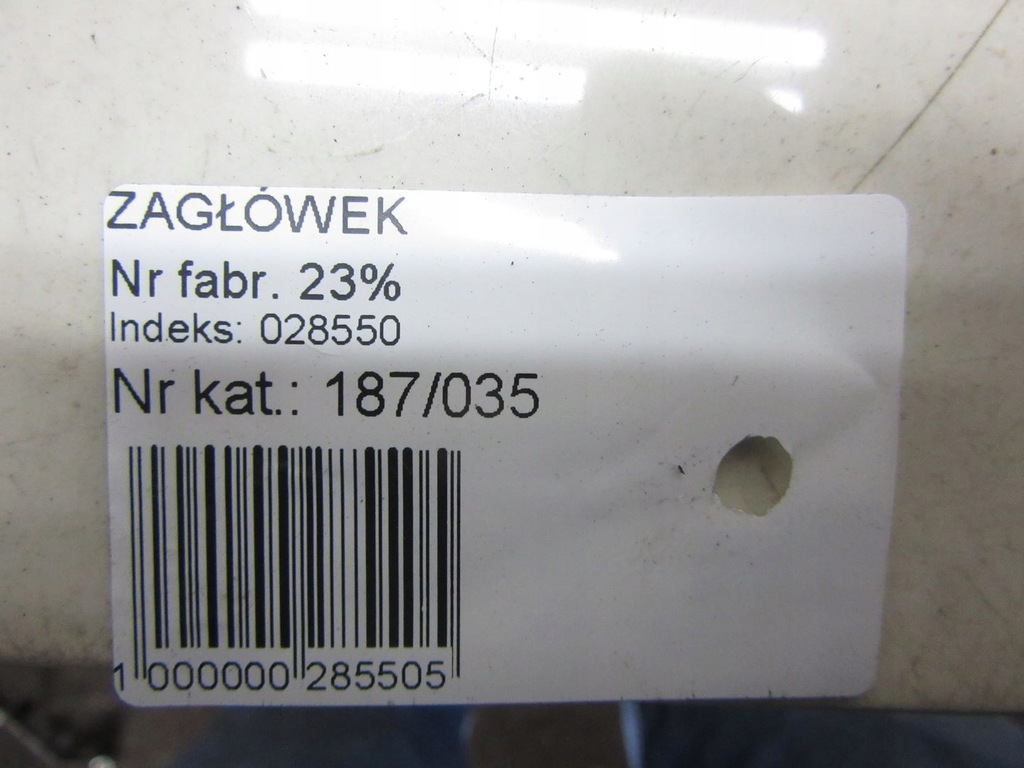 ZAGŁÓWEK
Nr fabr. 23%
Indeks: 028550
Nr kat.: 187/035
1 000000 285505